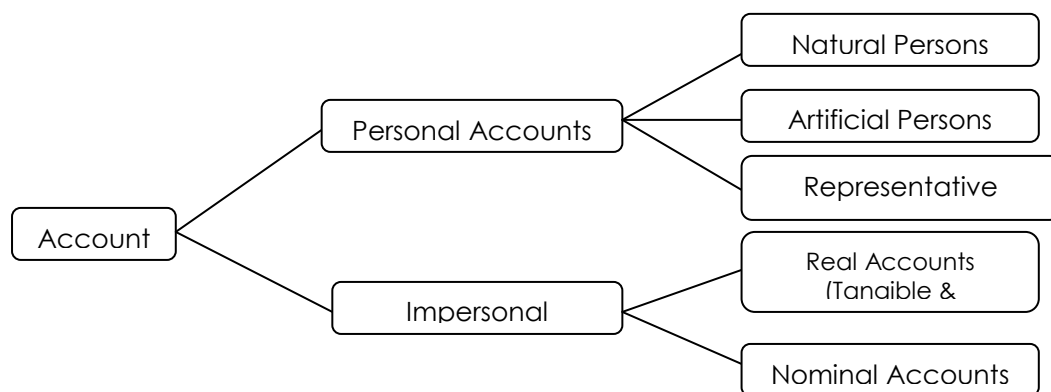 Natural Persons
Personal Accounts
Artificial Persons
Representative
Account
Real Accounts
(Tangible &
Impersonal
Nominal Accounts